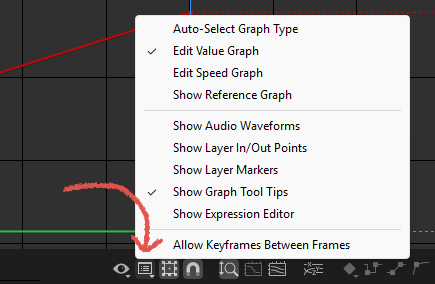 Auto-Select Graph Type
Edit Value Graph
Edit Speed Graph
Show Reference Graph
Show Audio Waveforms
Show Layer In/Out Points
Show Layer Markers
Show Graph Tool Tips
Show Expression Editor
Allow Keyframes Between Frames